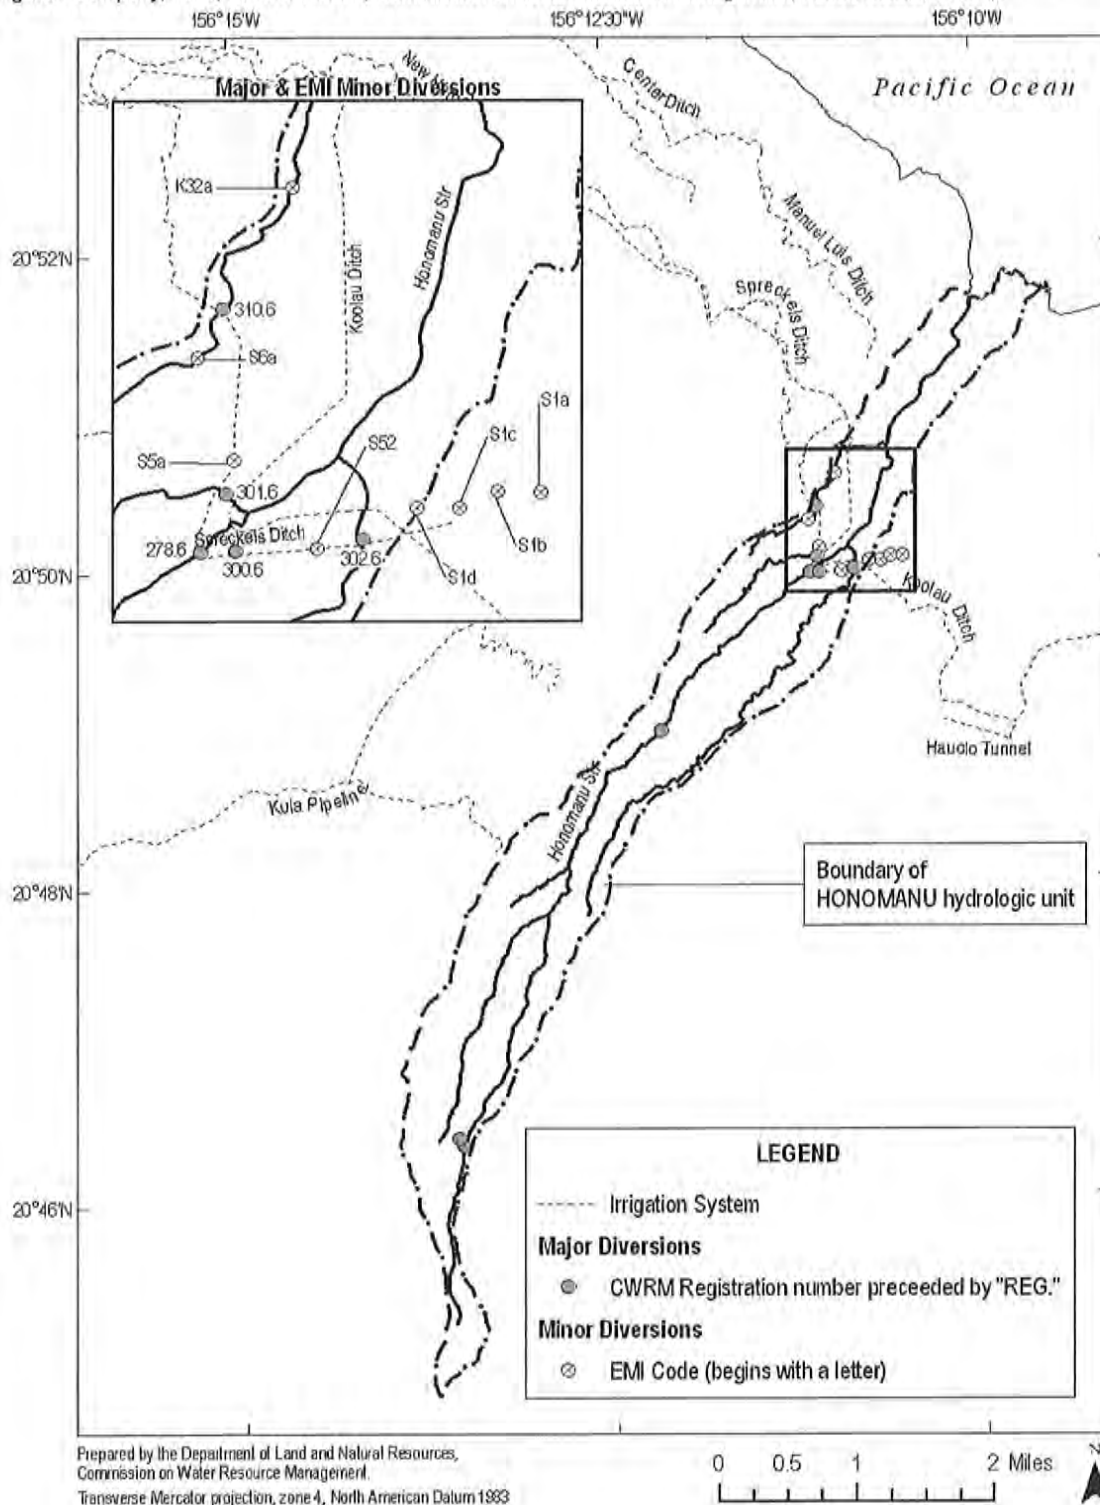 156°15'W
156°12'30"W
156°10'W
Pacific Ocean
Center Ditch
Major & EMI Minor Diversions
K32a
Honomanu Str
Koolau Ditch
310.6
S6a
S1a
S1c
S52
S5a
301.6
S1b
Spreckels Ditch
278.6
300.6
302.6
S1d
Manuel Luis Ditch
Spreckels Ditch
Koolau Ditch
20°52'N
20°50'N
20°48'N
20°46'N
Kula Pipeline
Honomanu Str
Tunnel
Boundary of
HONOMANU hydrologic unit
LEGEND
Irrigation System
Major Diversions
CWRM Registration number preceeded by "REG."
Minor Diversions
EMI Code (begins with a letter)
Prepared by the Department of Land and Natural Resources,
Commission on Water Resource Management.
Transverse Mercator projection, zone 4, North American Datum 1983
0 0.5 1 2 Miles